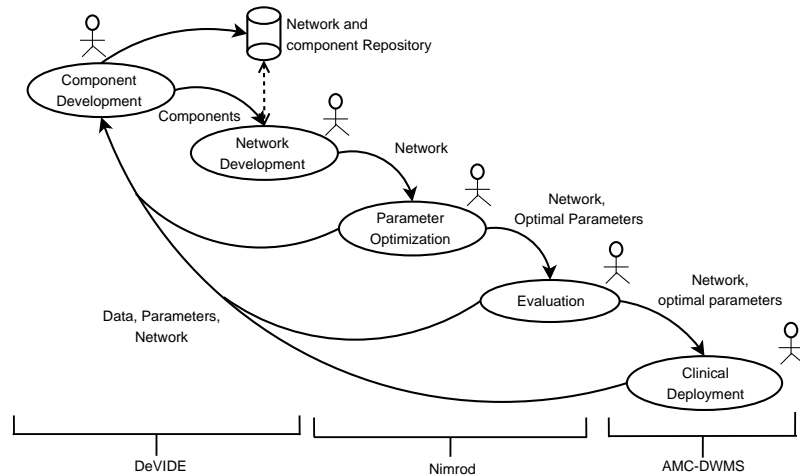 Network and
component Repository
Component
Development
Components
Network
Development
Network
Parameter
Optimization
Network,
Optimal Parameters
Evaluation
Network,
optimal parameters
Data, Parameters,
Network
Clinical
Deployment
DeVIDE
Nimrod
AMC-DWMS